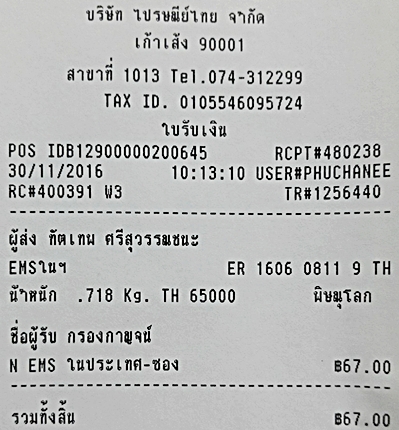 บริษัท ไปรษณีย์ไทย จำกัด
เก้าเส้ง 90001
สาขาที่ 1013 Tel.074-312299
TAX ID. 0105546095724
ใบรับเงิน
POS IDB12900000200645 RCPT#480238
30/11/2016 10:13:10 USER#PHUCHANEE
RC#400391 W3 TR#1256440
ผู้ส่ง ทัตเทพ ศรีสุวรรณชนะ
EMSในฯ ER 1606 0811 9 TH
น้ำหนัก .718 Kg. TH 65000 พิษณุโลก
ชื่อผู้รับ กรองกาญจน์
N EMS ในประเทศ-ซอง ฿67.00
รวมทั้งสิ้น ฿67.00